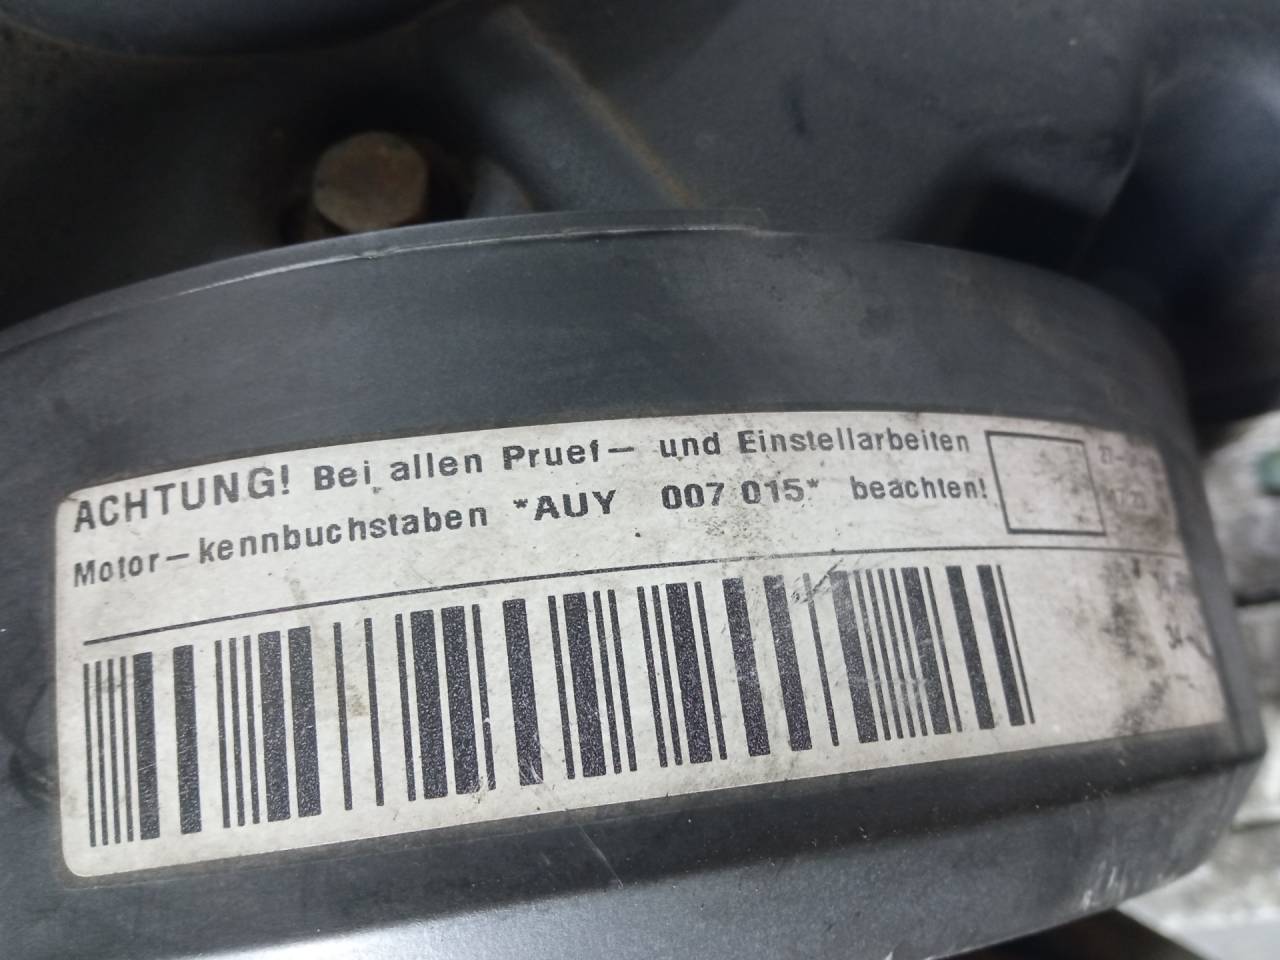 ACHTUNG! Bei allen Pruef- und Einstellarbeiten
Motor-kennbuchstaben *AUY 007 015* beachten!